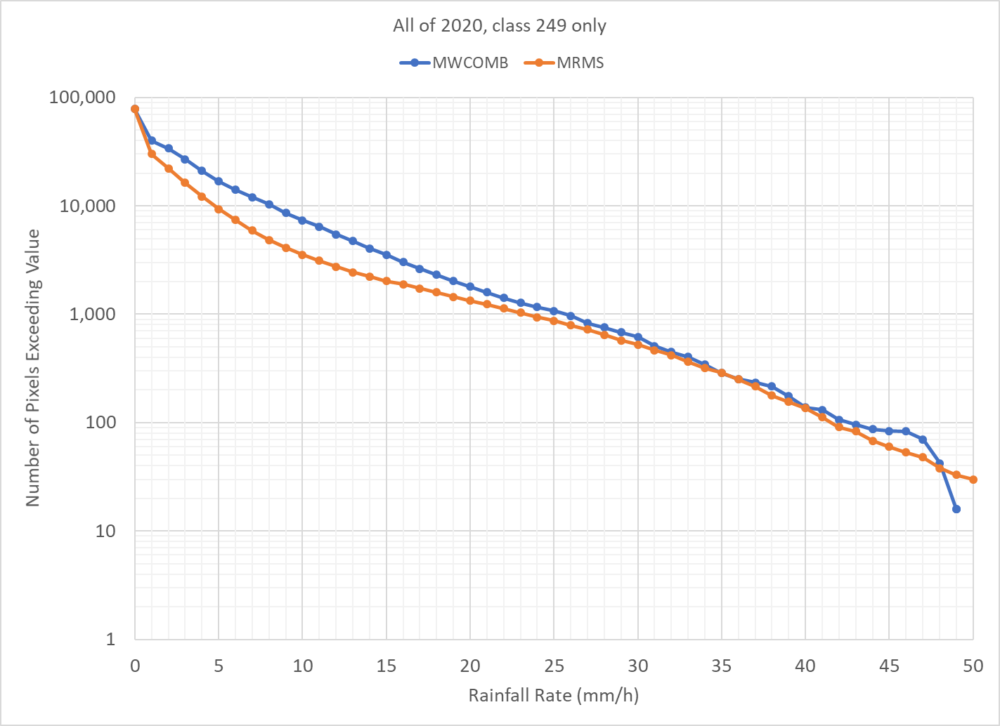 All of 2020, class 249 only
MWCOMB MRMS
100,000
10,000
1,000
100
10
1
Number of Pixels Exceeding Value
0 5 10 15 20 25 30 35 40 45 50
Rainfall Rate (mm/h)